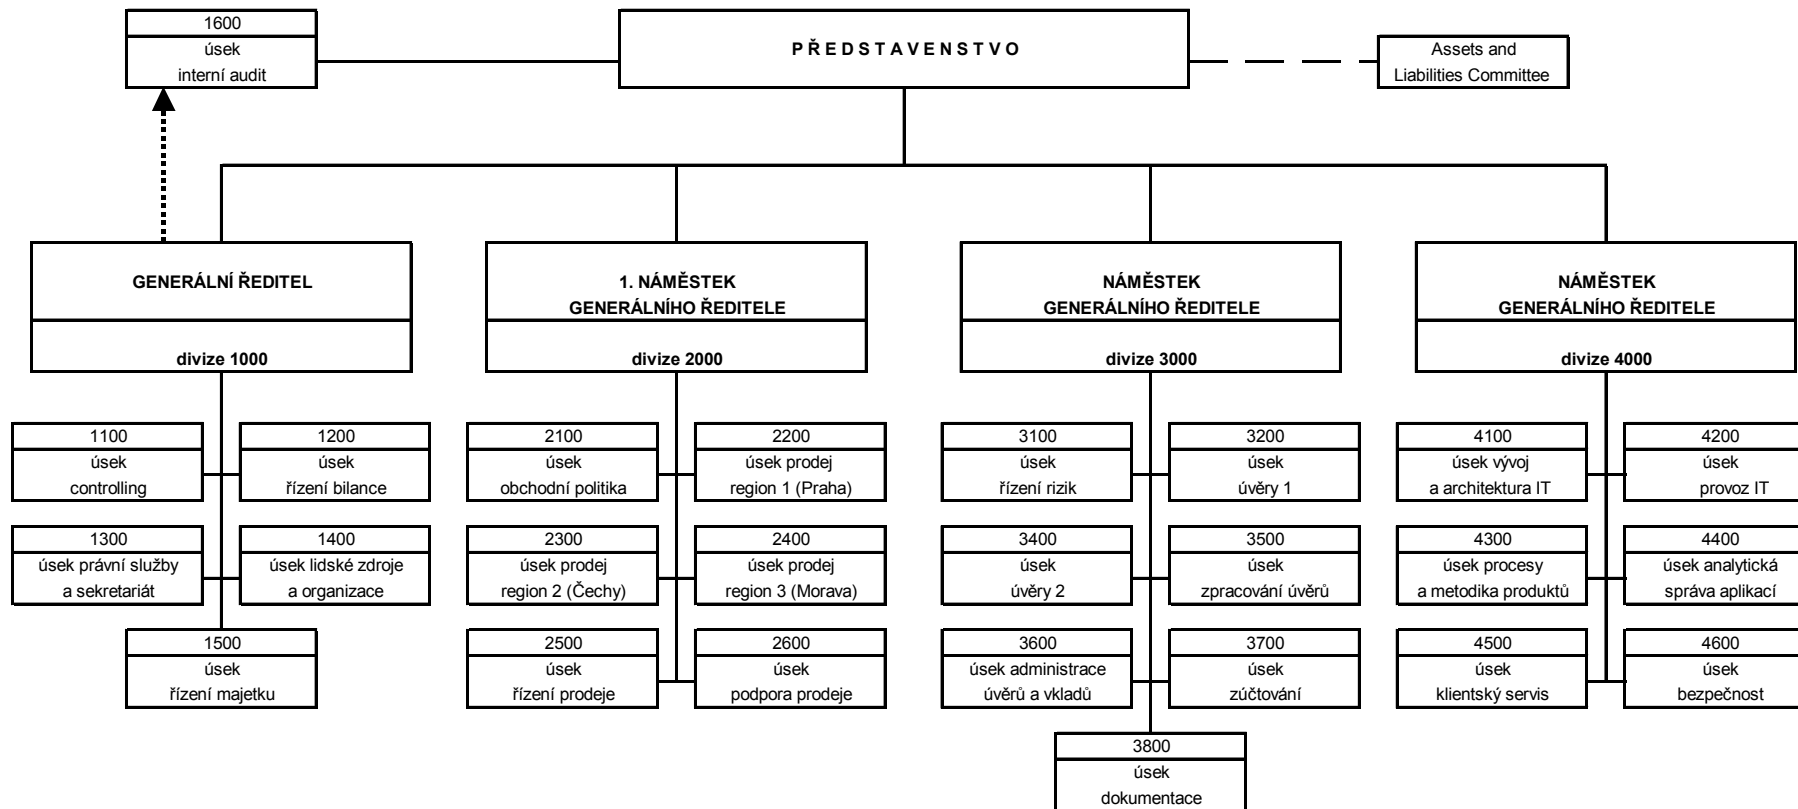 1600
úsek
interní audit
PŘEDSTAVENSTVO
Assets and
Liabilities Committee
GENERÁLNÍ ŘEDITEL
divize 1000
1. NÁMĚSTEK
GENERÁLNÍHO ŘEDITELE
divize 2000
NÁMĚSTEK
GENERÁLNÍHO ŘEDITELE
divize 3000
NÁMĚSTEK
GENERÁLNÍHO ŘEDITELE
divize 4000
1100
úsek
controlling
1200
úsek
řízení bilance
1300
úsek právní služby
a sekretariát
1400
úsek lidské zdroje
a organizace
1500
úsek
řízení majetku
2100
úsek
obchodní politika
2200
úsek prodej
region 1 (Praha)
2300
úsek prodej
region 2 (Čechy)
2400
úsek prodej
region 3 (Morava)
2500
úsek
řízení prodeje
2600
úsek
podpora prodeje
3100
úsek
řízení rizik
3200
úsek
úvěry 1
3400
úsek
úvěry 2
3500
úsek
zpracování úvěrů
3600
úsek administrace
úvěrů a vkladů
3700
úsek
zúčtování
3800
úsek
dokumentace
4100
úsek vývoj
a architektura IT
4200
úsek
provoz IT
4300
úsek procesy
a metodika produktů
4400
úsek analytická
správa aplikací
4500
úsek
klientský servis
4600
úsek
bezpečnost